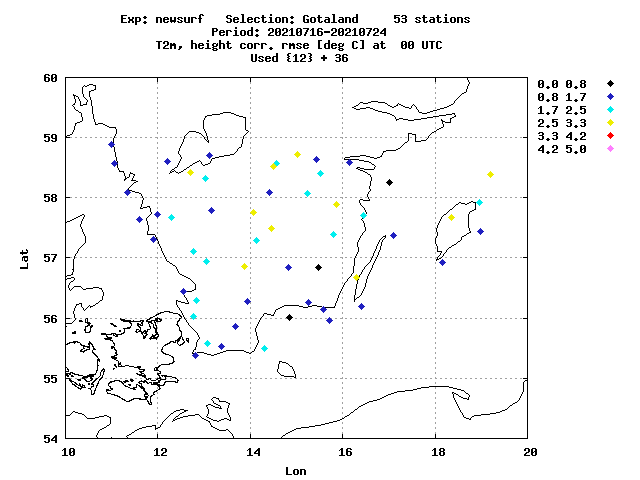 Exp: newsurf Selection: Gotaland 53 stations
Period: 20210716-20210724
T2m, height corr. rmse [deg C] at 00 UTC
Used {12} + 36
60
59
58
57
56
55
54
Lat
10 12 14 16 18 20
Lon
0.0 0.8
0.8 1.7
1.7 2.5
2.5 3.3
3.3 4.2
4.2 5.0